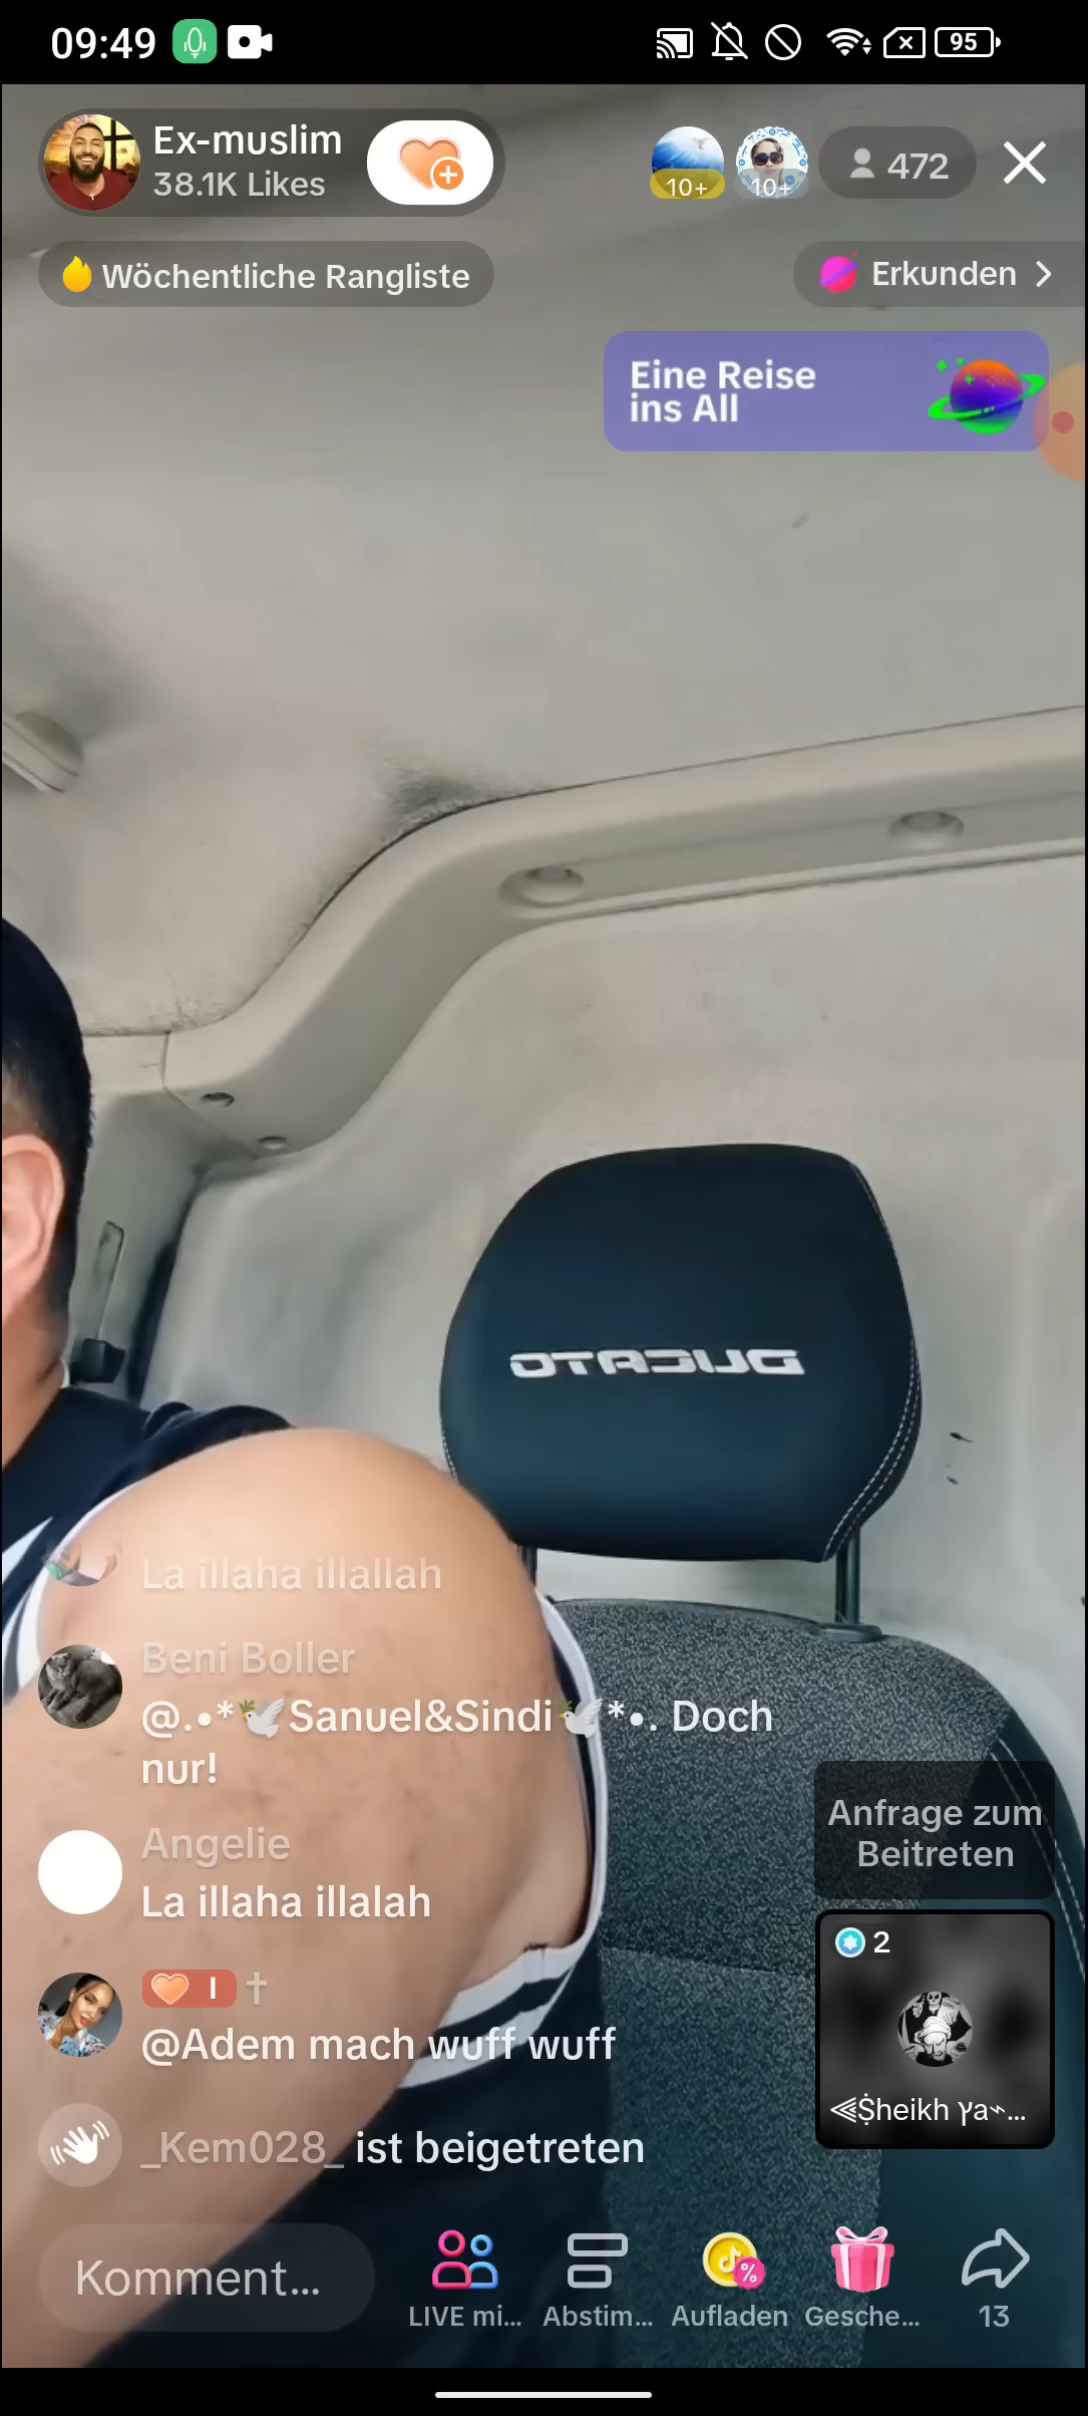 09:49
95
Ex-muslim
38.1K Likes
10+
10+
472
Wöchentliche Rangliste
Erkunden
Eine Reise
ins All
DUCATO
La illaha illallah
Beni Boller
@.•*🕊Sanuel&Sindi🕊*•. Doch
nur!
Angelie
La illaha illalah
I ✝
@Adem mach wuff wuff
_Kem028_ ist beigetreten
Anfrage zum
Beitreten
2
Komment...
LIVE mi...
Abstim...
Aufladen
Gesche...
13